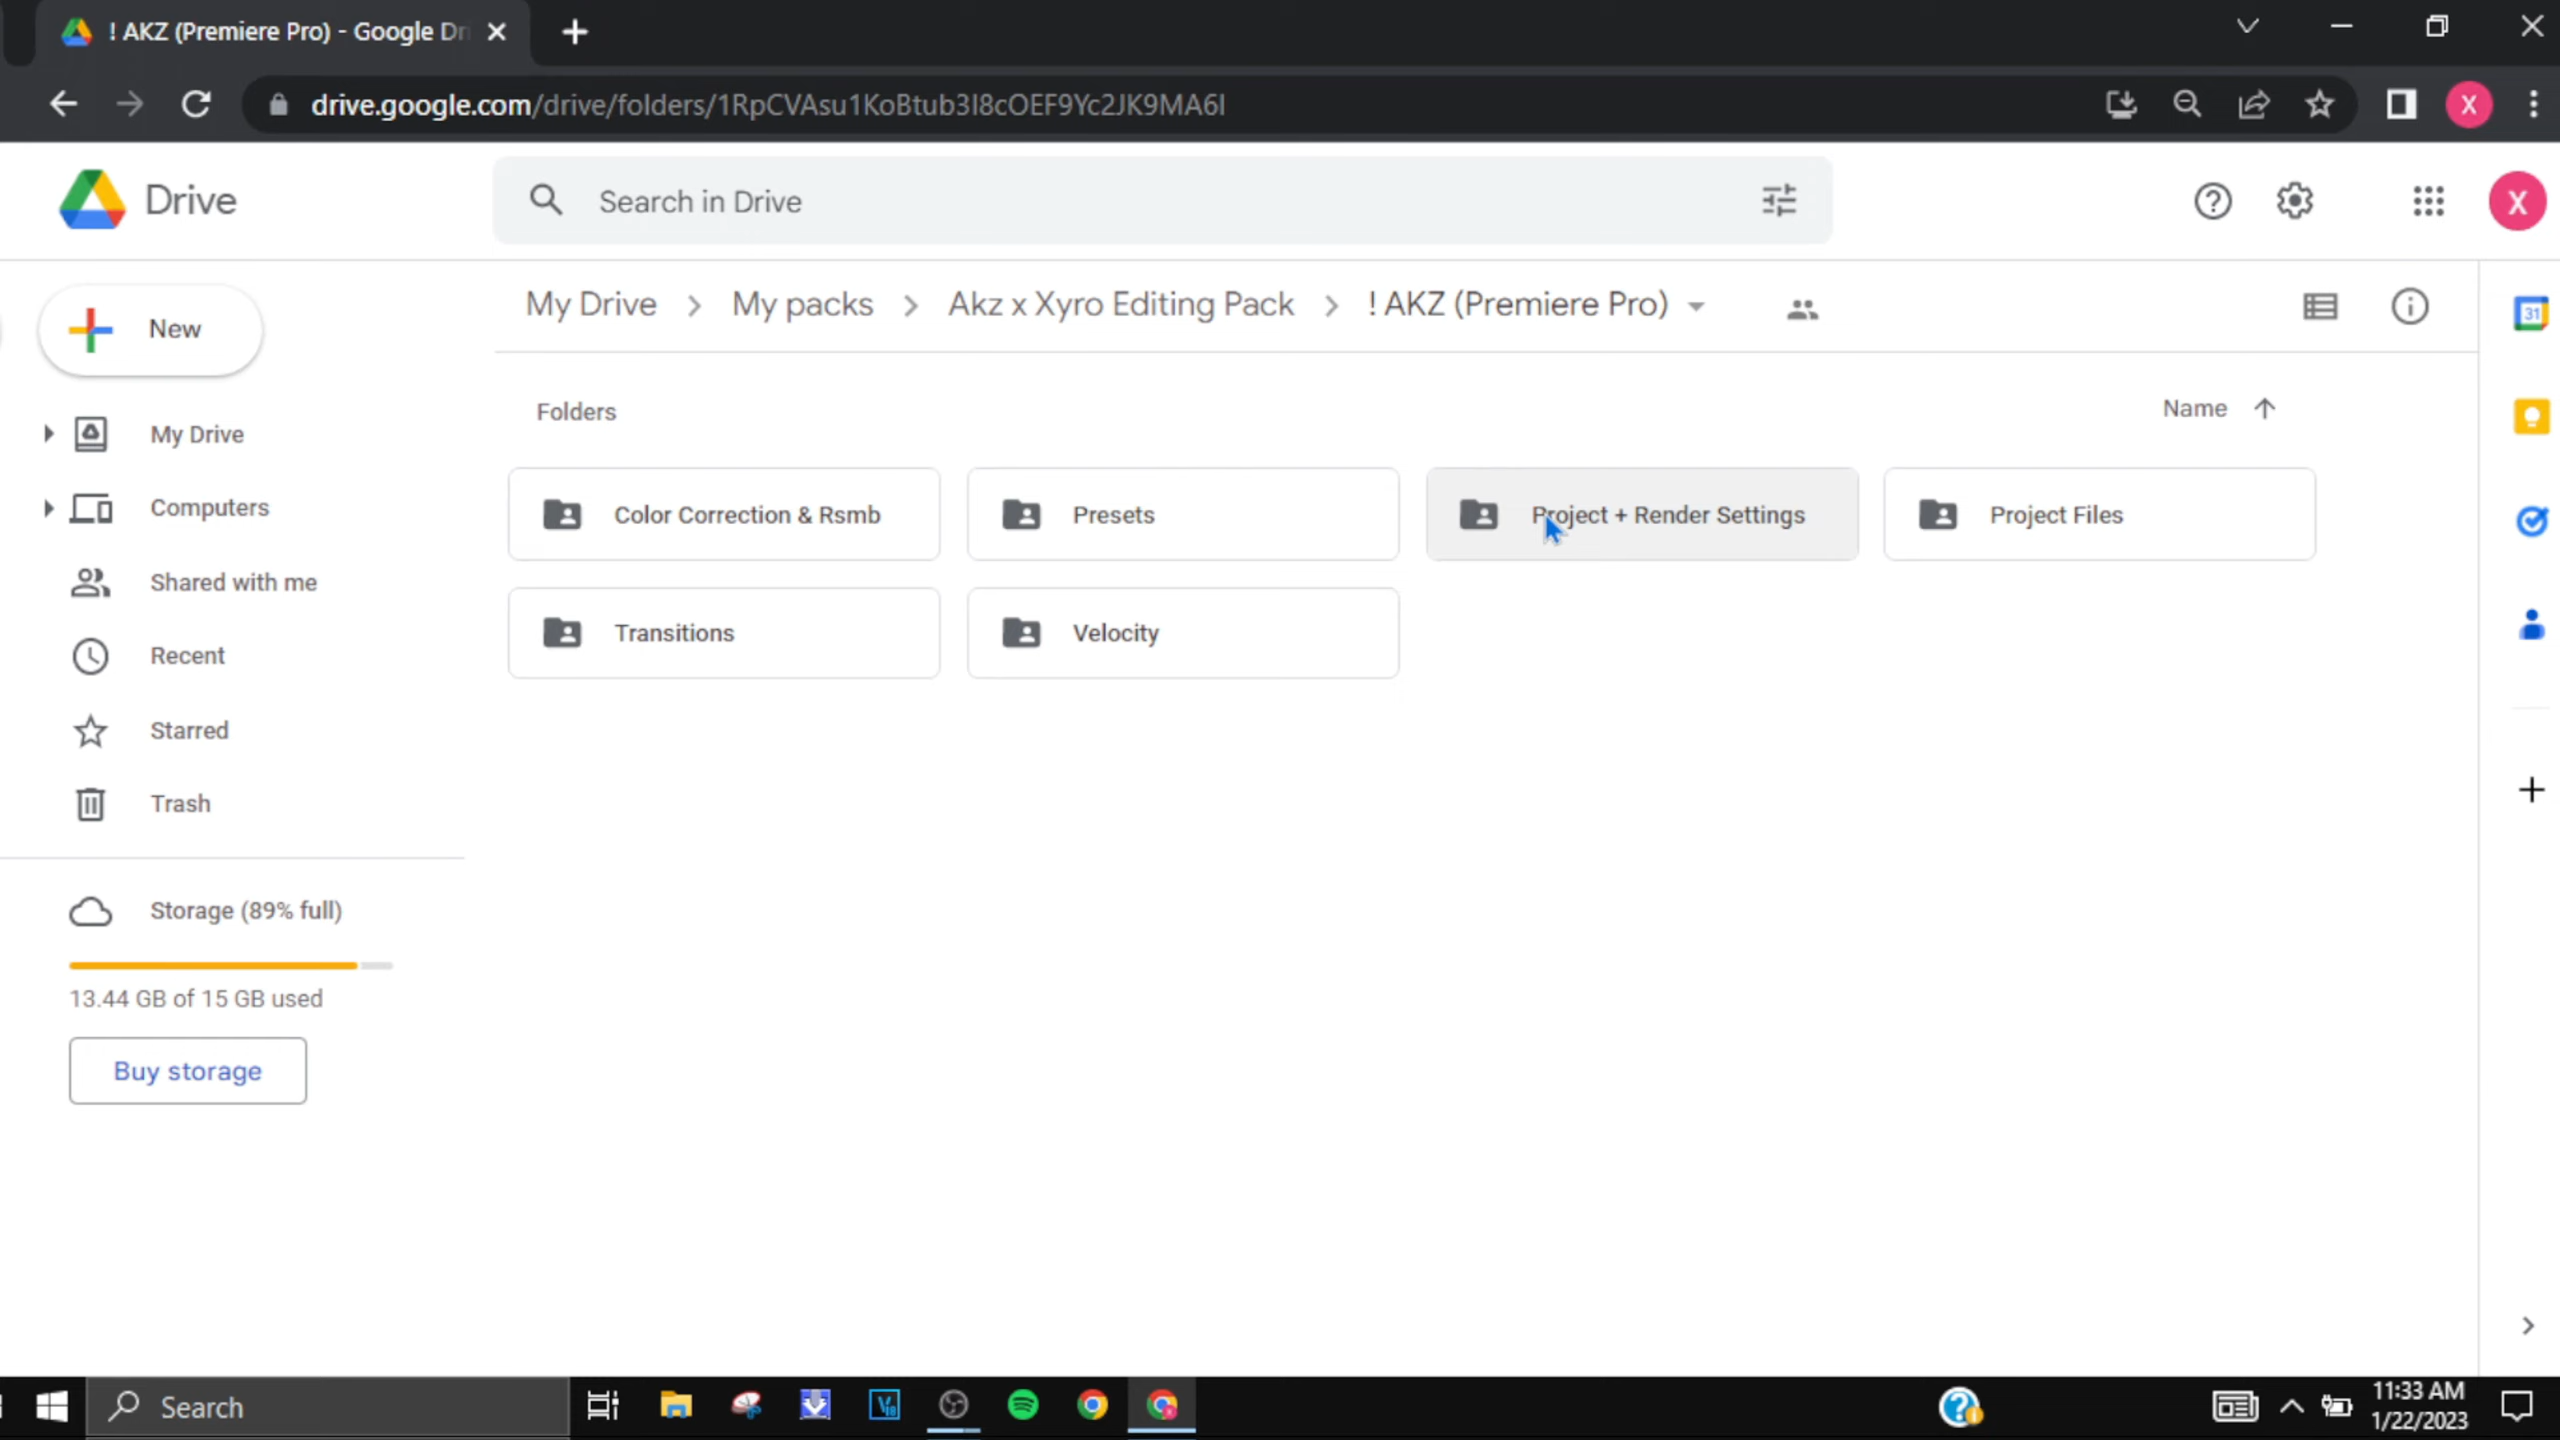 ! AKZ (Premiere Pro) - Google Dri
drive.google.com/drive/folders/1RpCVAsu1KoBtub3I8cOEF9Yc2JK9MA6I
X
Drive
Search in Drive
X
New
My Drive
Computers
Shared with me
Recent
Starred
Trash
Storage (89% full)
13.44 GB of 15 GB used
Buy storage
My Drive > My packs > Akz x Xyro Editing Pack > ! AKZ (Premiere Pro)
Folders
Name
Color Correction & Rsmb
Presets
Project + Render Settings
Project Files
Transitions
Velocity
31
Search
11:33 AM
1/22/2023